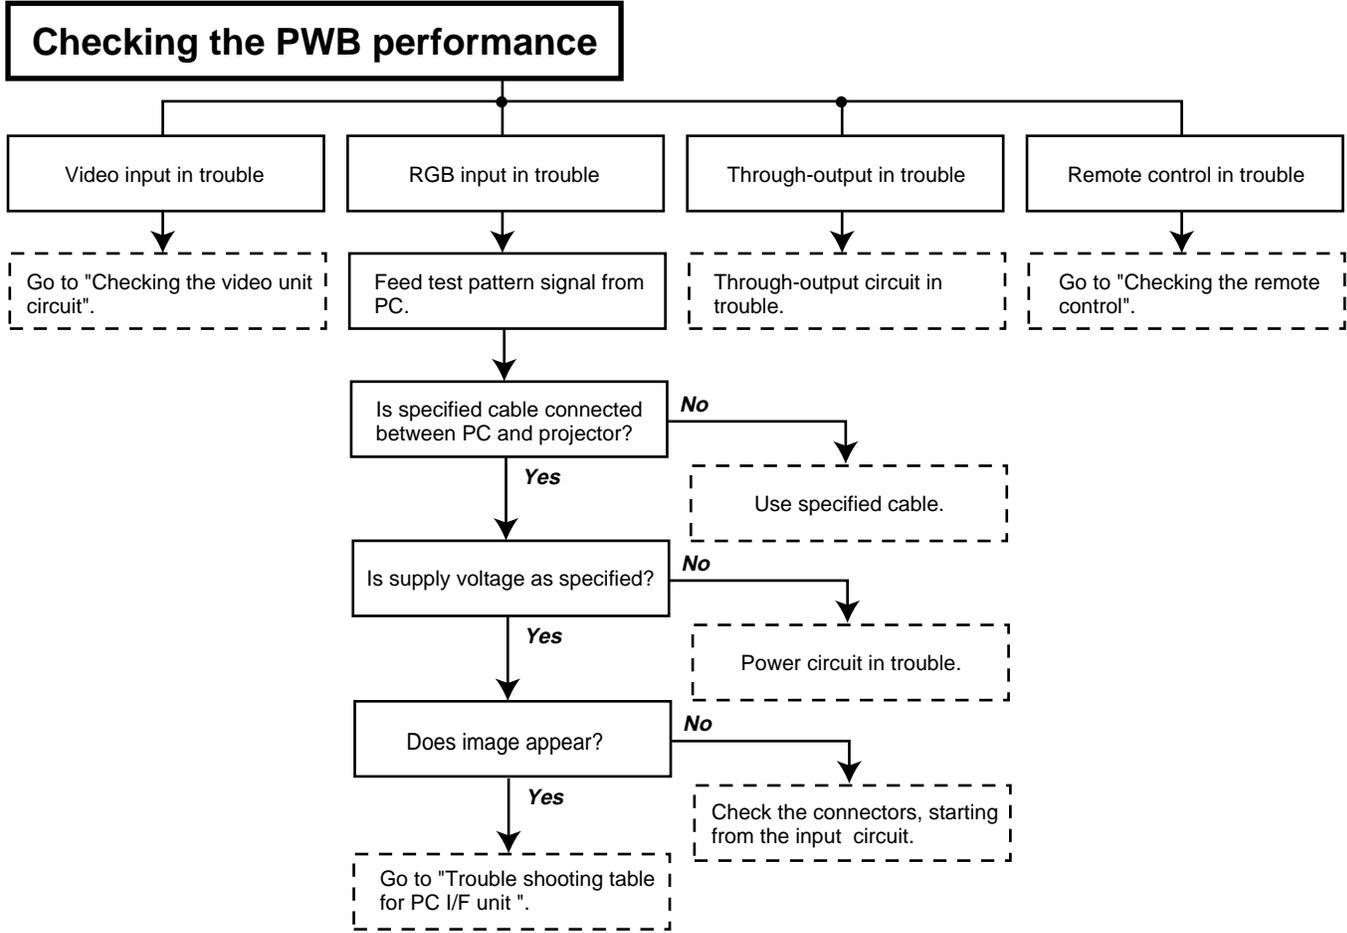 Checking the PWB performance
Video input in trouble
RGB input in trouble
Through-output in trouble
Remote control in trouble
Go to "Checking the video unit
circuit".
Feed test pattern signal from
PC.
Through-output circuit in
trouble.
Go to "Checking the remote
control".
Is specified cable connected
between PC and projector?
No
Yes
Use specified cable.
Is supply voltage as specified?
No
Yes
Power circuit in trouble.
Does image appear?
No
Yes
Check the connectors, starting
from the input  circuit.
Go to "Trouble shooting table
for PC I/F unit ".